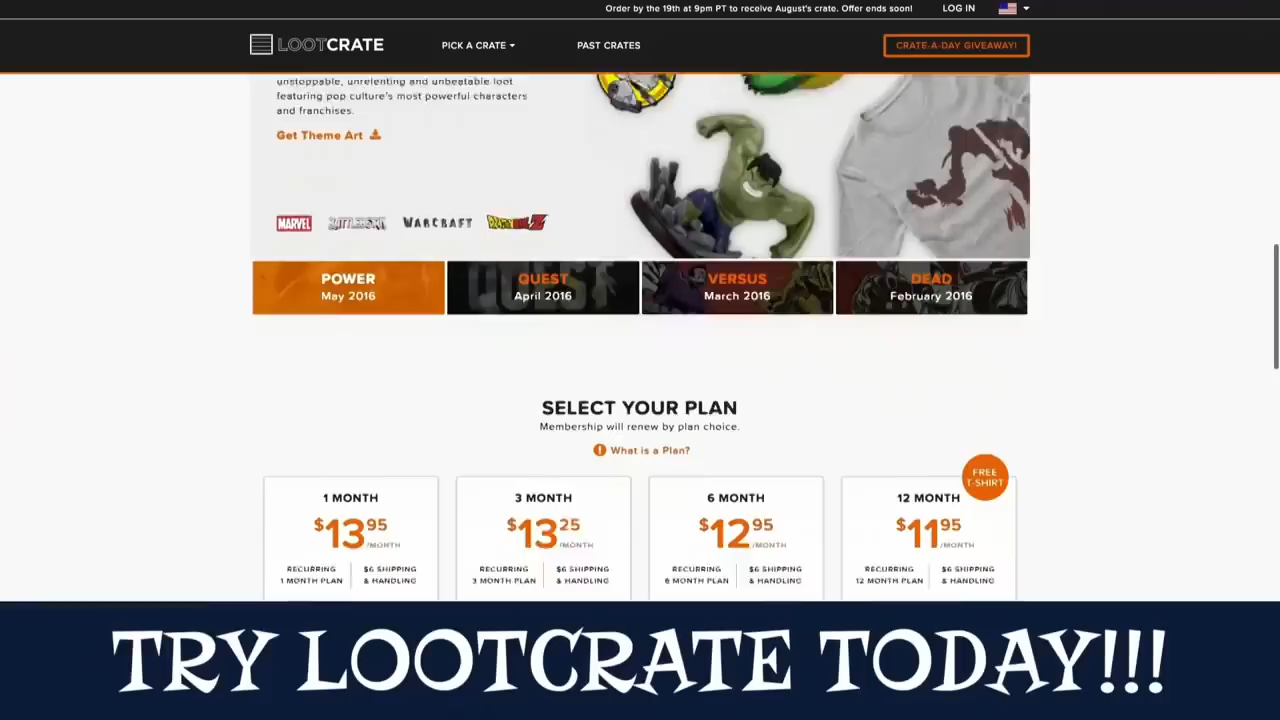 Order by the 19th at 9pm PT to receive August's crate. Offer ends soon!
LOG IN
LOOTCRATE
PICK A CRATE
PAST CRATES
CRATE-A-DAY GIVEAWAY!
unstoppable, unrelenting and unbeatable loot
featuring pop culture's most powerful characters
and franchises.
Get Theme Art
MARVEL
BATTLEBORN
WARCRAFT
DRAGON BALL Z
POWER
May 2016
QUEST
April 2016
VERSUS
March 2016
DEAD
February 2016
SELECT YOUR PLAN
Membership will renew by plan choice.
! What is a Plan?
FREE
T-SHIRT
1 MONTH
$13 95
/MONTH
RECURRING
1 MONTH PLAN
$6 SHIPPING
& HANDLING
3 MONTH
$13 25
/MONTH
RECURRING
3 MONTH PLAN
$6 SHIPPING
& HANDLING
6 MONTH
$12 95
/MONTH
RECURRING
6 MONTH PLAN
$6 SHIPPING
& HANDLING
12 MONTH
$11 95
/MONTH
RECURRING
12 MONTH PLAN
$6 SHIPPING
& HANDLING
TRY LOOTCRATE TODAY!!!